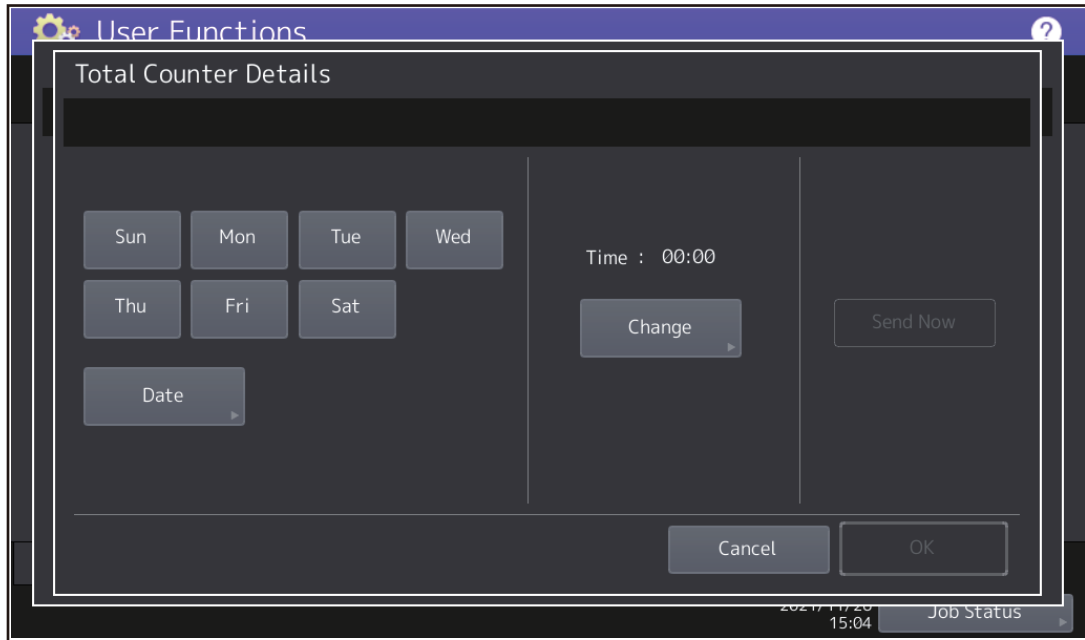 User Functions
?
Total Counter Details
Sun Mon Tue Wed
Thu Fri Sat
Date
Time : 00:00
Change
Send Now
Cancel OK
15:04
Job Status